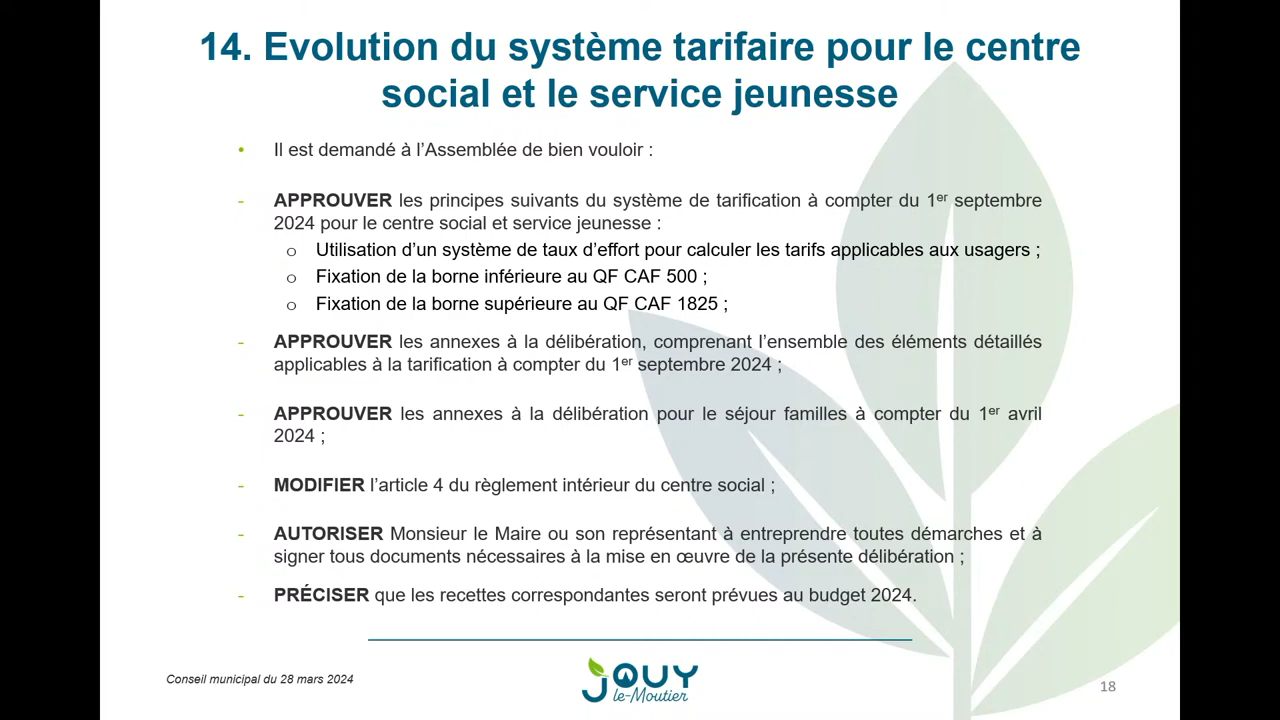 14. Evolution du système tarifaire pour le centre
social et le service jeunesse
• Il est demandé à l’Assemblée de bien vouloir :
- APPROUVER les principes suivants du système de tarification à compter du 1er septembre
2024 pour le centre social et service jeunesse :
o Utilisation d’un système de taux d’effort pour calculer les tarifs applicables aux usagers ;
o Fixation de la borne inférieure au QF CAF 500 ;
o Fixation de la borne supérieure au QF CAF 1825 ;
- APPROUVER les annexes à la délibération, comprenant l’ensemble des éléments détaillés
applicables à la tarification à compter du 1er septembre 2024 ;
- APPROUVER les annexes à la délibération pour le séjour familles à compter du 1er avril
2024 ;
- MODIFIER l’article 4 du règlement intérieur du centre social ;
- AUTORISER Monsieur le Maire ou son représentant à entreprendre toutes démarches et à
signer tous documents nécessaires à la mise en œuvre de la présente délibération ;
- PRÉCISER que les recettes correspondantes seront prévues au budget 2024.
Conseil municipal du 28 mars 2024
JOUY
le-Moutier
18